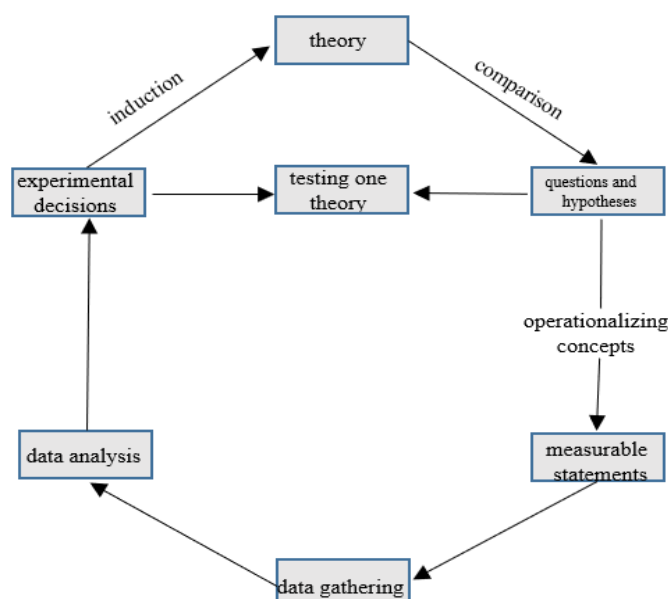 theory
induction
comparison
experimental
decisions
testing one
theory
questions and
hypotheses
operationalizing
concepts
data analysis
measurable
statements
data gathering